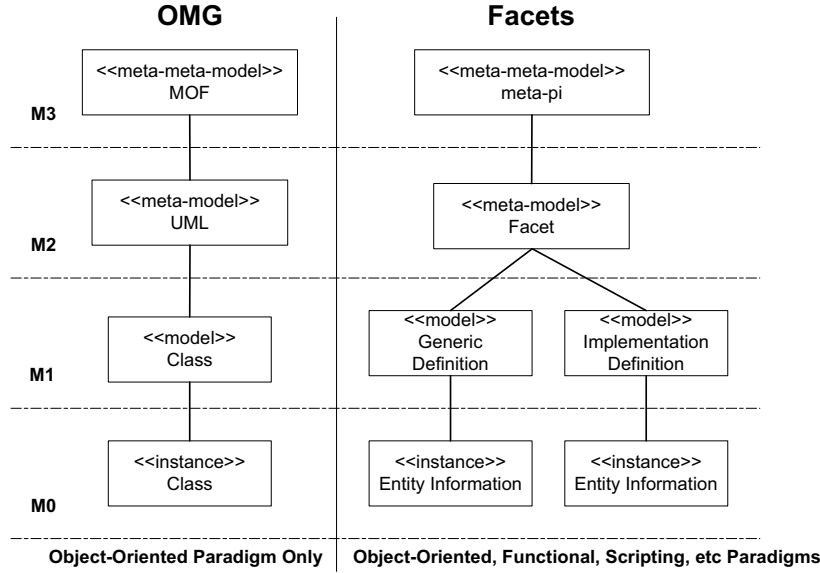 OMG
Facets
<<meta-meta-model>>
MOF
<<meta-meta-model>>
meta-pi
M3
<<meta-model>>
UML
<<meta-model>>
Facet
M2
<<model>>
Class
<<model>>
Generic
Definition
<<model>>
Implementation
Definition
M1
<<instance>>
Class
<<instance>>
Entity Information
<<instance>>
Entity Information
M0
Object-Oriented Paradigm Only
Object-Oriented, Functional, Scripting, etc Paradigms